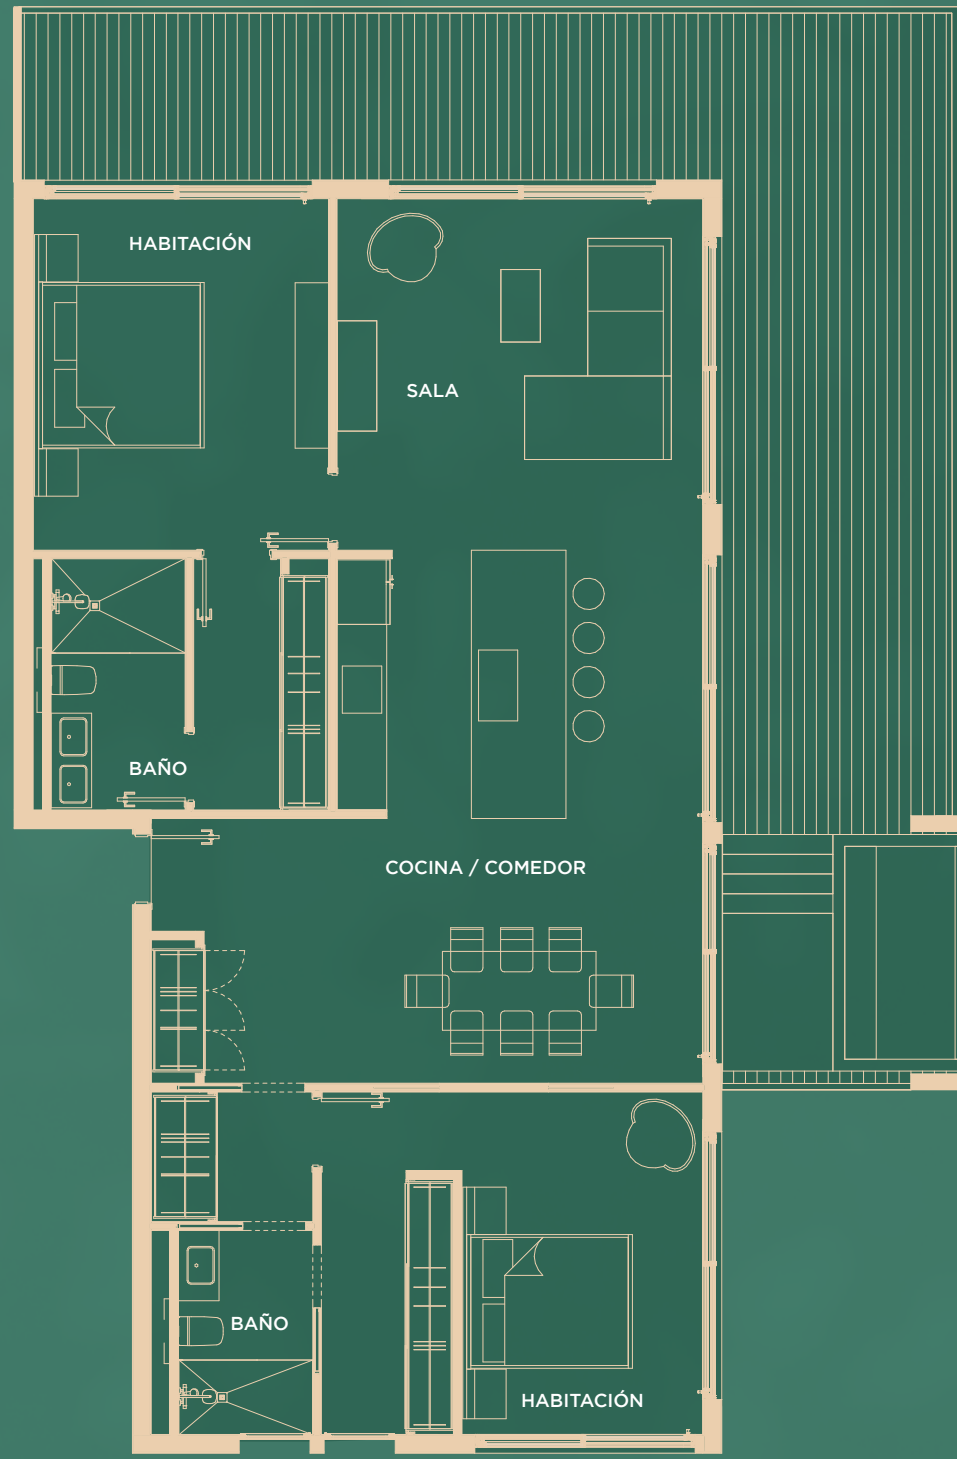 HABITACIÓN
SALA
BAÑO
COCINA / COMEDOR
BAÑO
HABITACIÓN